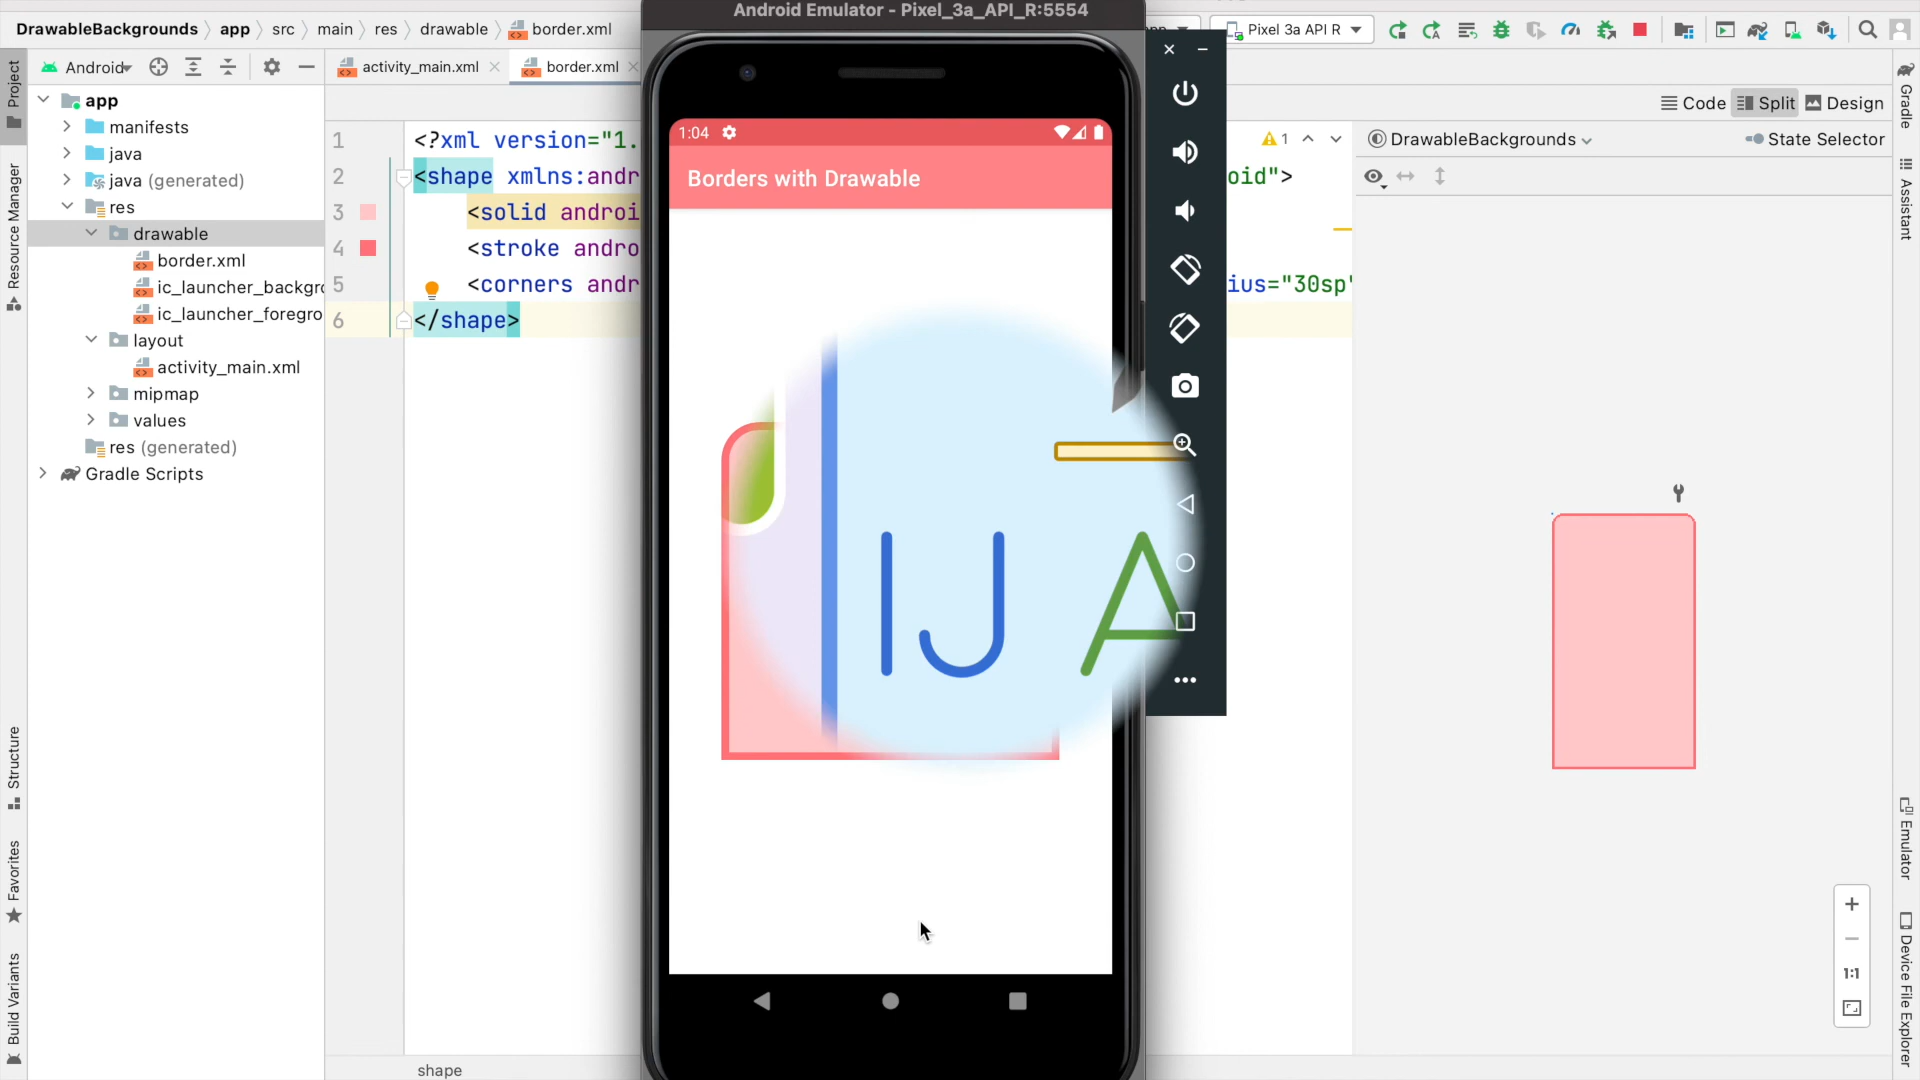 Android Emulator - Pixel_3a_API_R:5554
DrawableBackgrounds
app
src
main
res
drawable
border.xml
Pixel 3a API R
Project
Android
activity_main.xml
border.xml
app
manifests
java
java (generated)
res
drawable
border.xml
ic_launcher_backgro
ic_launcher_foregro
layout
activity_main.xml
mipmap
values
res (generated)
Gradle Scripts
Resource Manager
Structure
Favorites
Build Variants
1 <?xml version="1.
2 <shape xmlns:andr
oid">
3 <solid androi
4 <stroke andro
5 <corners andr
ius="30sp"
6 </shape>
shape
1:04
Borders with Drawable
IJ A
1
Code
Split
Design
DrawableBackgrounds
State Selector
1:1
Gradle
Assistant
Emulator
Device File Explorer